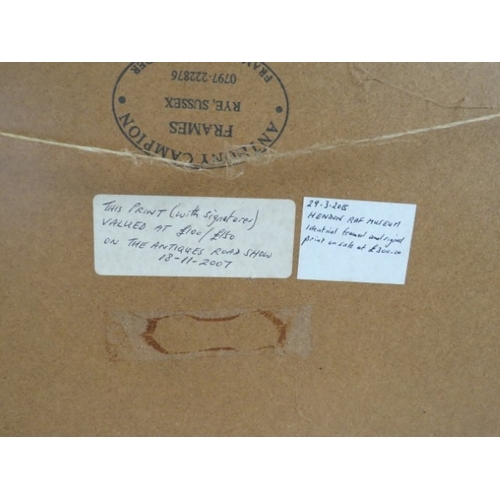 FRAMER
0797-222876
RYE, SUSSEX
FRAMES
ANTHONY CAMPION
THIS PRINT (with signatures)
VALUED AT £100/£150
ON THE ANTIQUES ROAD SHOW
18-11-2007
29-3-2015
HENDON RAF MUSEUM
Identical framed and signed
print on sale at £300.00